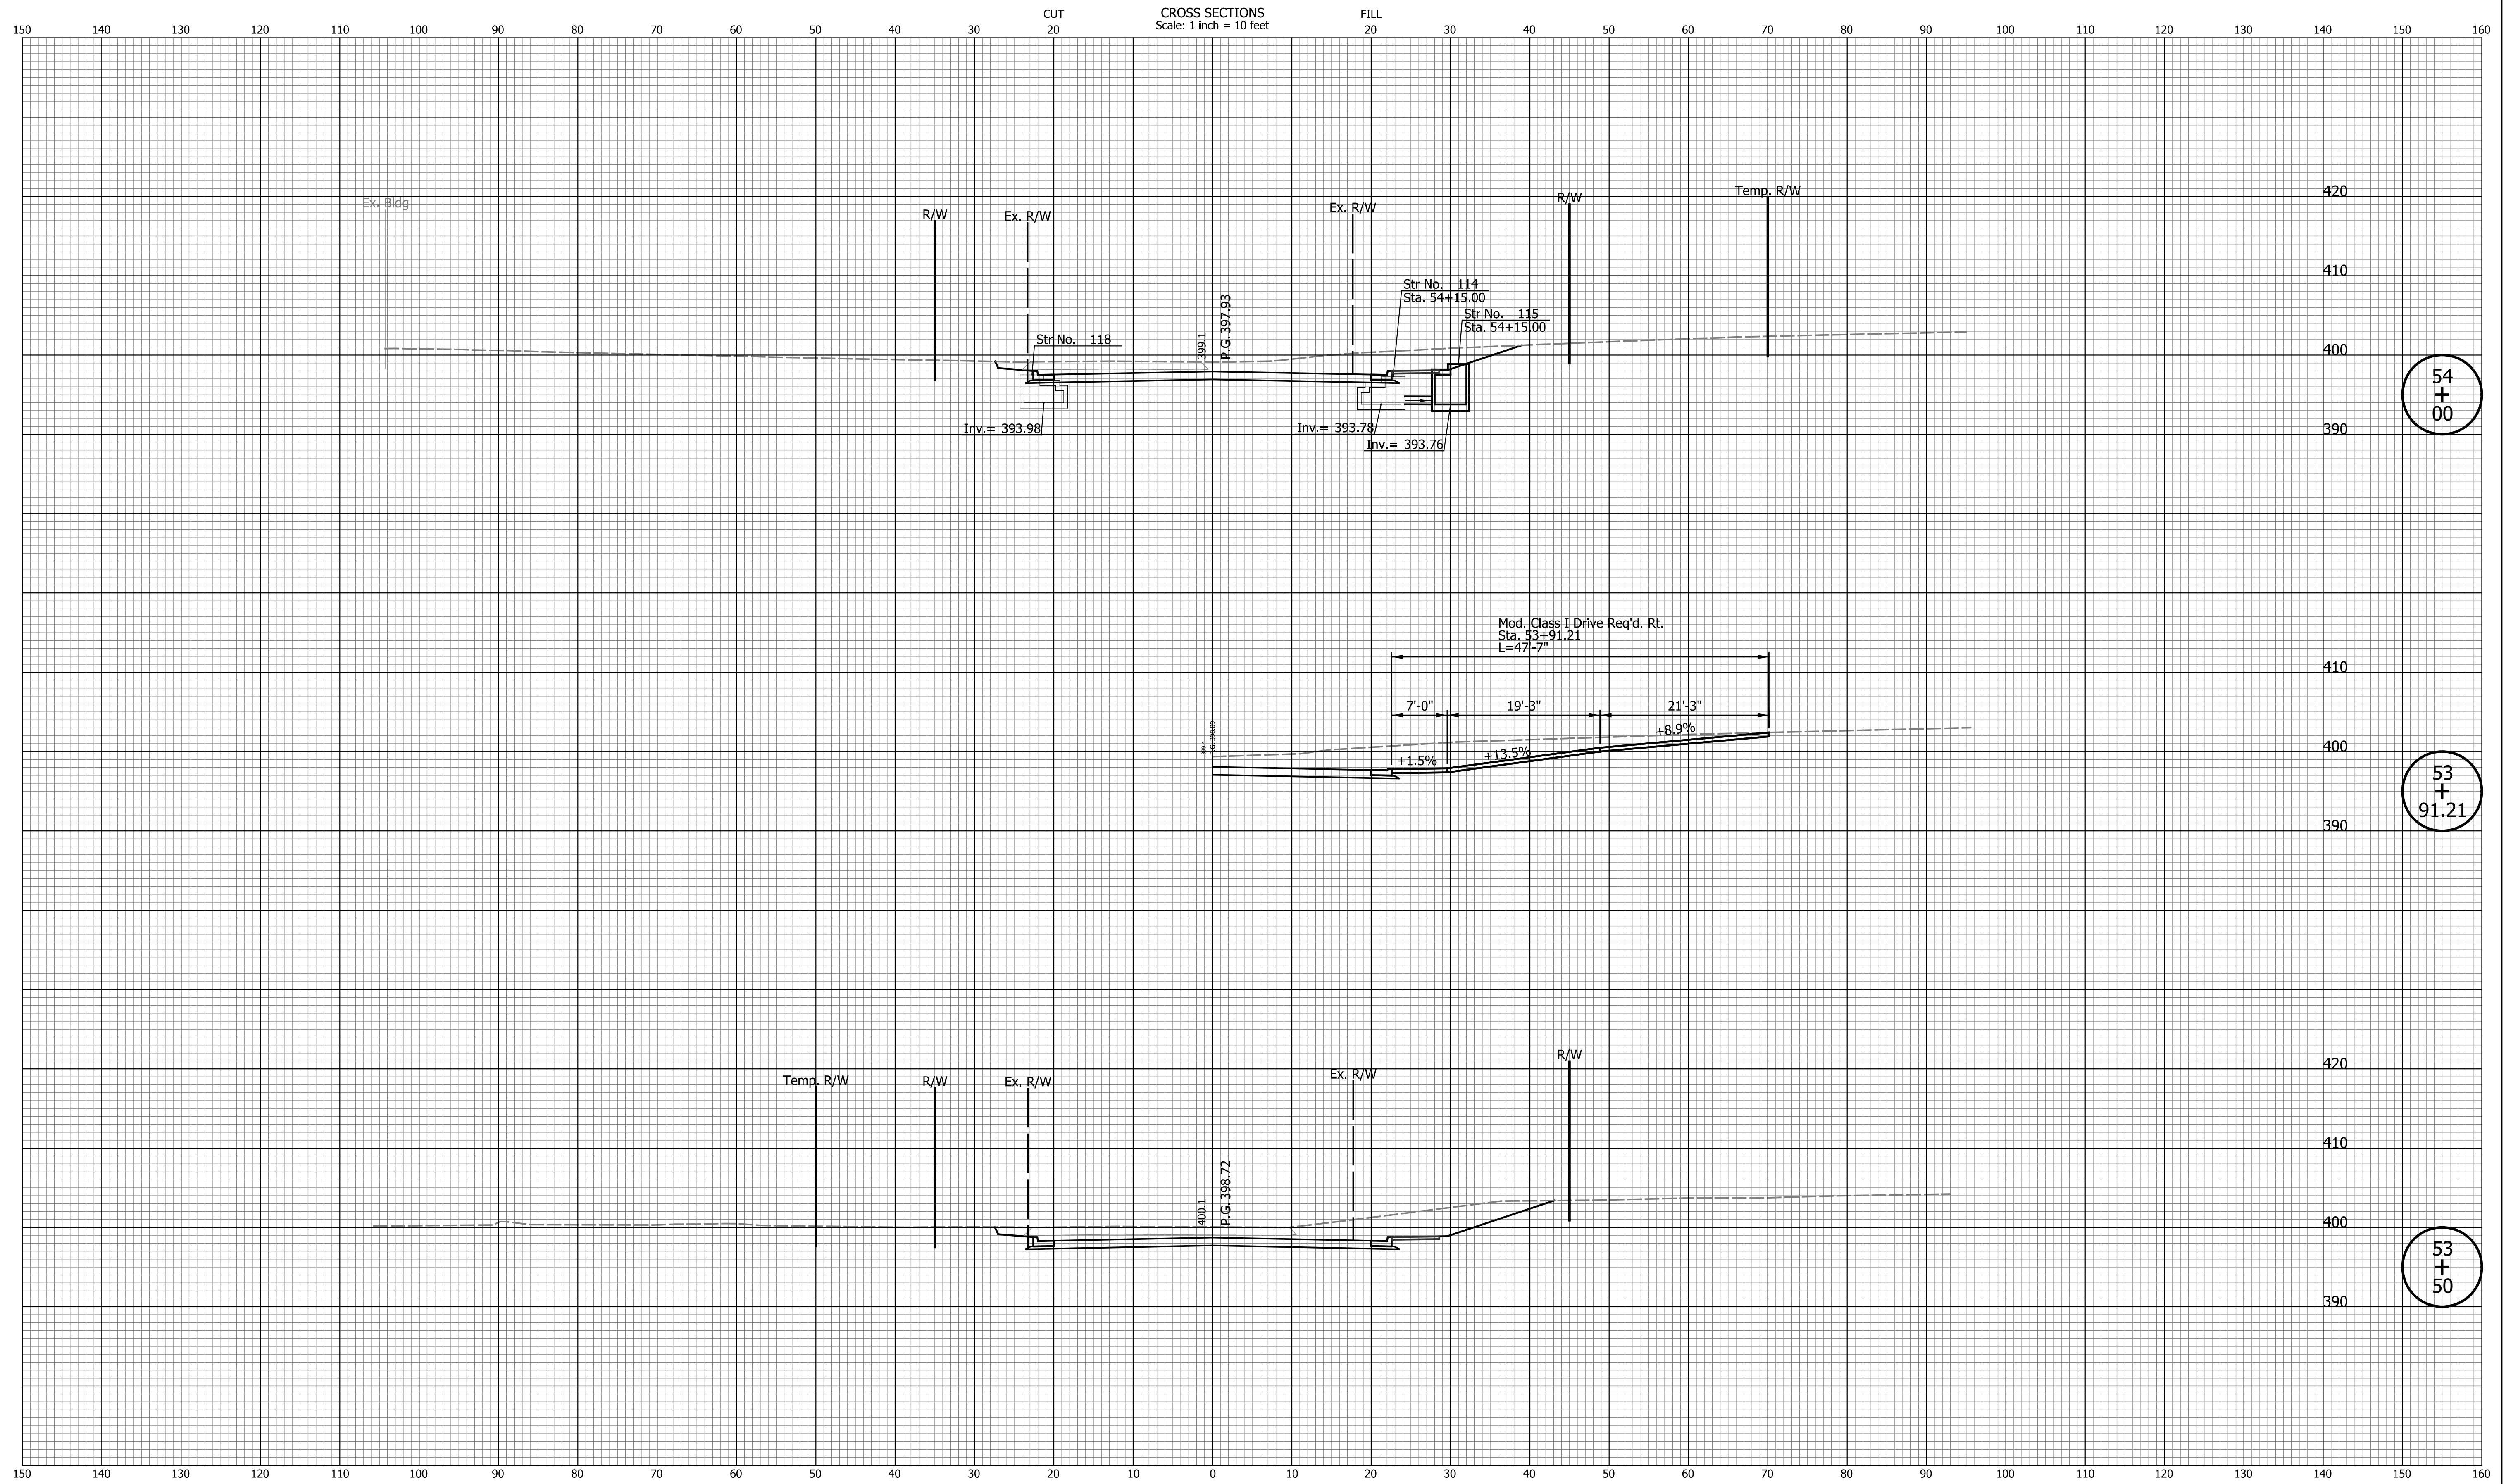 CUT CROSS SECTIONS FILL
Scale: 1 inch = 10 feet
150 140 130 120 110 100 90 80 70 60 50 40 30 20 20 30 40 50 60 70 80 90 100 110 120 130 140 150 160
Ex. Bldg
R/W
Ex. R/W
Ex. R/W
R/W
Temp. R/W
420
410
400
390
Str No. 114
Sta. 54+15.00
Str No. 115
Sta. 54+15.00
Str No. 118
399.1
P.G. 397.93
Inv.= 393.98
Inv.= 393.78
Inv.= 393.76
54
+
00
Mod. Class I Drive Req'd. Rt.
Sta. 53+91.21
L=47'-7"
7'-0" 19'-3" 21'-3"
+1.5% +13.5% +8.9%
410
400
390
53
+
91.21
Temp. R/W
R/W
Ex. R/W
Ex. R/W
R/W
420
410
400
390
400.1
P.G. 398.72
53
+
50
150 140 130 120 110 100 90 80 70 60 50 40 30 20 10 0 10 20 30 40 50 60 70 80 90 100 110 120 130 140 150 160